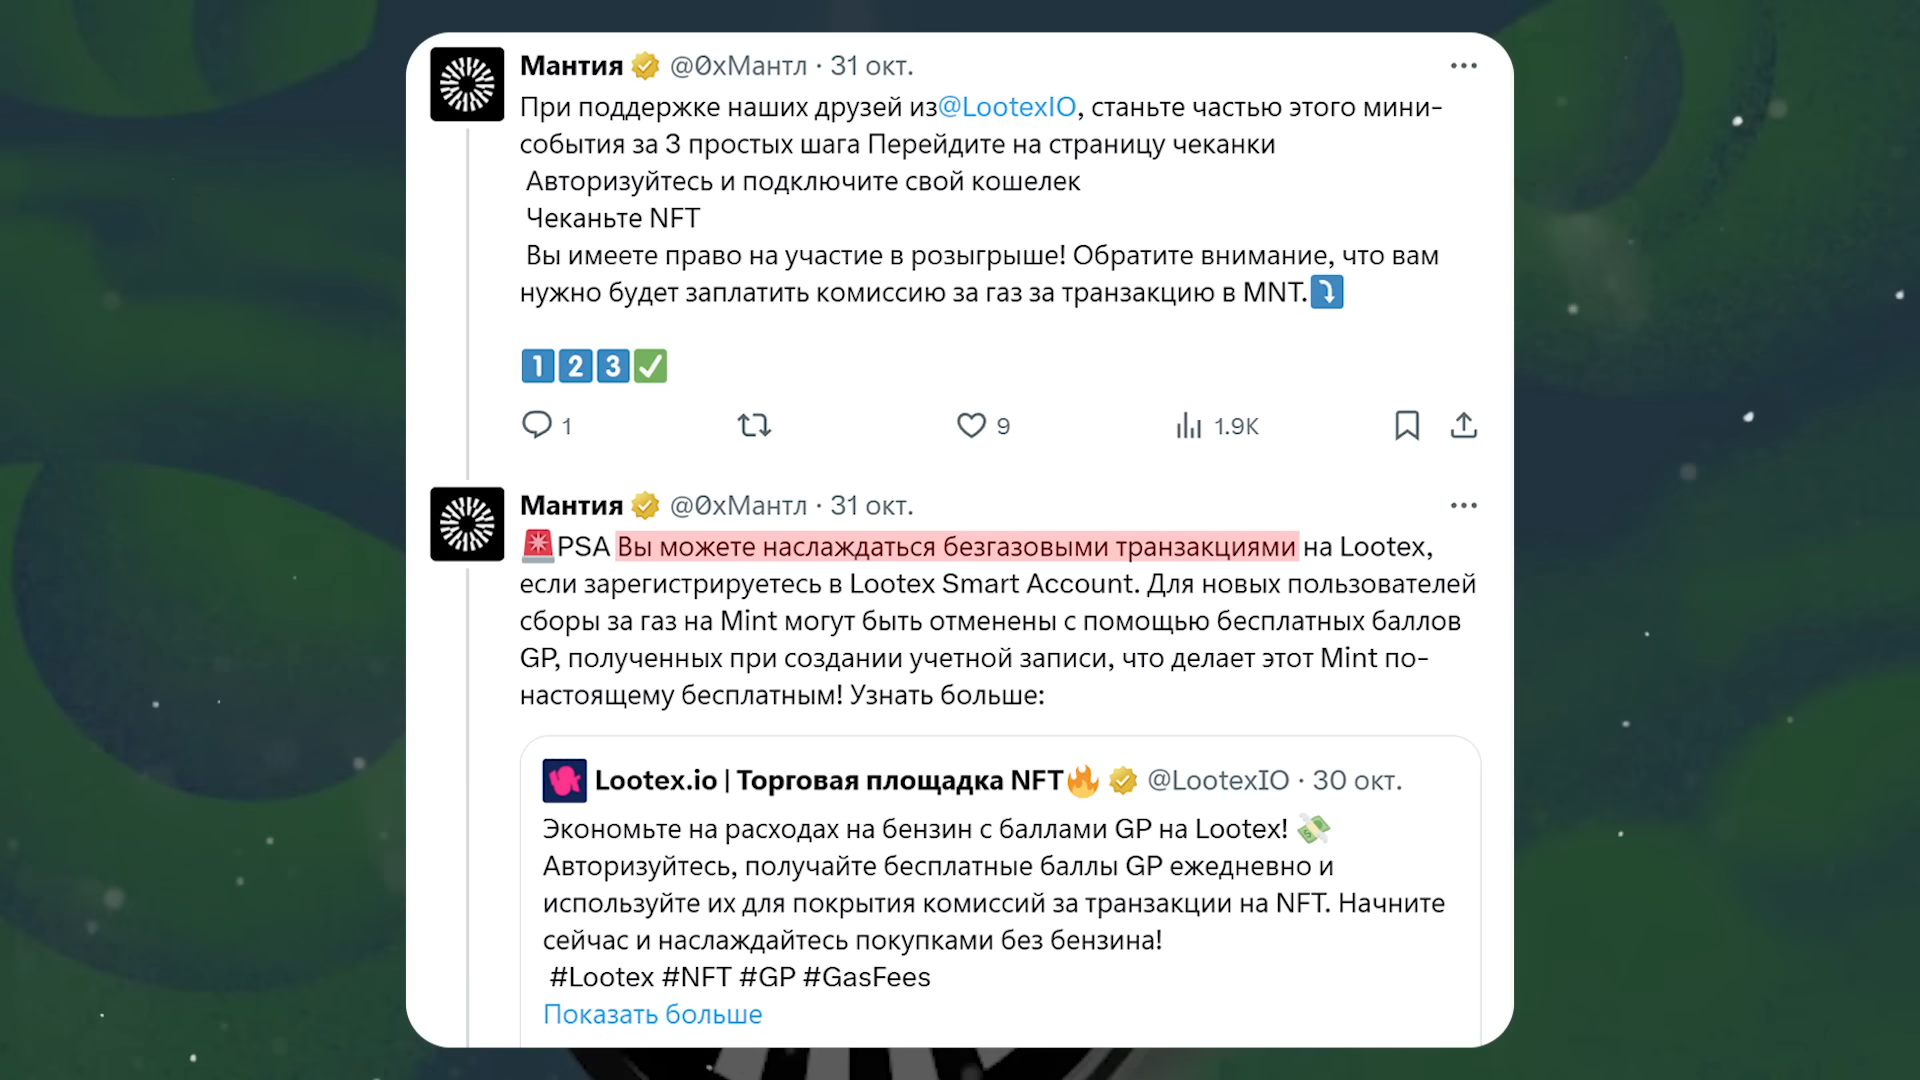 Мантия @0xМантл · 31 окт.
При поддержке наших друзей из@LootexIO, станьте частью этого мини-
события за 3 простых шага Перейдите на страницу чеканки
Авторизуйтесь и подключите свой кошелек
Чеканьте NFT
Вы имеете право на участие в розыгрыше! Обратите внимание, что вам
нужно будет заплатить комиссию за газ за транзакцию в MNT.⤵️
1️⃣2️⃣3️⃣✅
1 9 1.9K
Мантия @0xМантл · 31 окт.
🚨PSA Вы можете наслаждаться безгазовыми транзакциями на Lootex,
если зарегистрируетесь в Lootex Smart Account. Для новых пользователей
сборы за газ на Mint могут быть отменены с помощью бесплатных баллов
GP, полученных при создании учетной записи, что делает этот Mint по-
настоящему бесплатным! Узнать больше:
Lootex.io | Торговая площадка NFT🔥 @LootexIO · 30 окт.
Экономьте на расходах на бензин с баллами GP на Lootex! 💸
Авторизуйтесь, получайте бесплатные баллы GP ежедневно и
используйте их для покрытия комиссий за транзакции на NFT. Начните
сейчас и наслаждайтесь покупками без бензина!
#Lootex #NFT #GP #GasFees
Показать больше